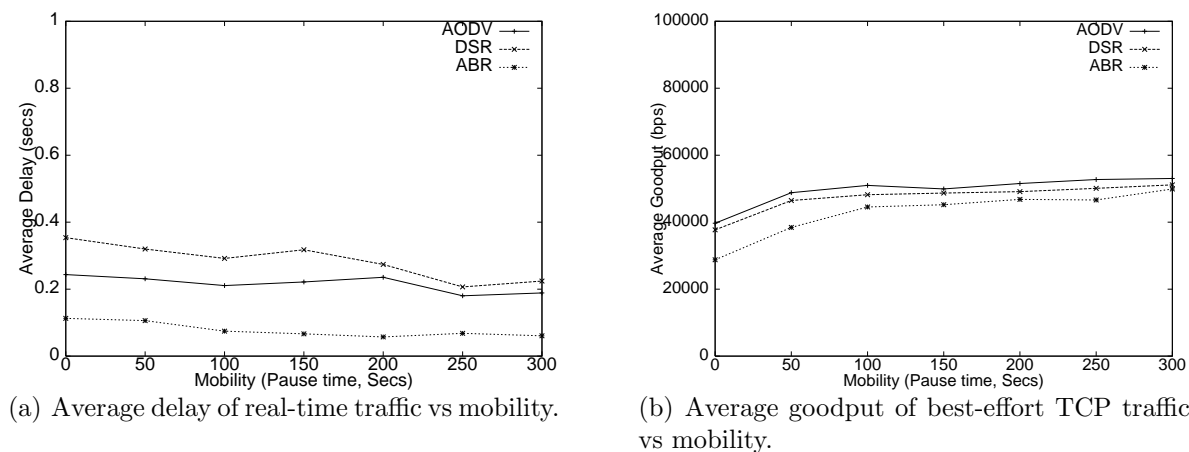 1
0.8
0.6
0.4
0.2
0
Average Delay (secs)
AODV
DSR
ABR
0 50 100 150 200 250 300
Mobility (Pause time, Secs)
(a) Average delay of real-time traffic vs mobility.
100000
80000
60000
40000
20000
0
Average Goodput (bps)
AODV
DSR
ABR
0 50 100 150 200 250 300
Mobility (Pause time, Secs)
(b) Average goodput of best-effort TCP traffic
vs mobility.